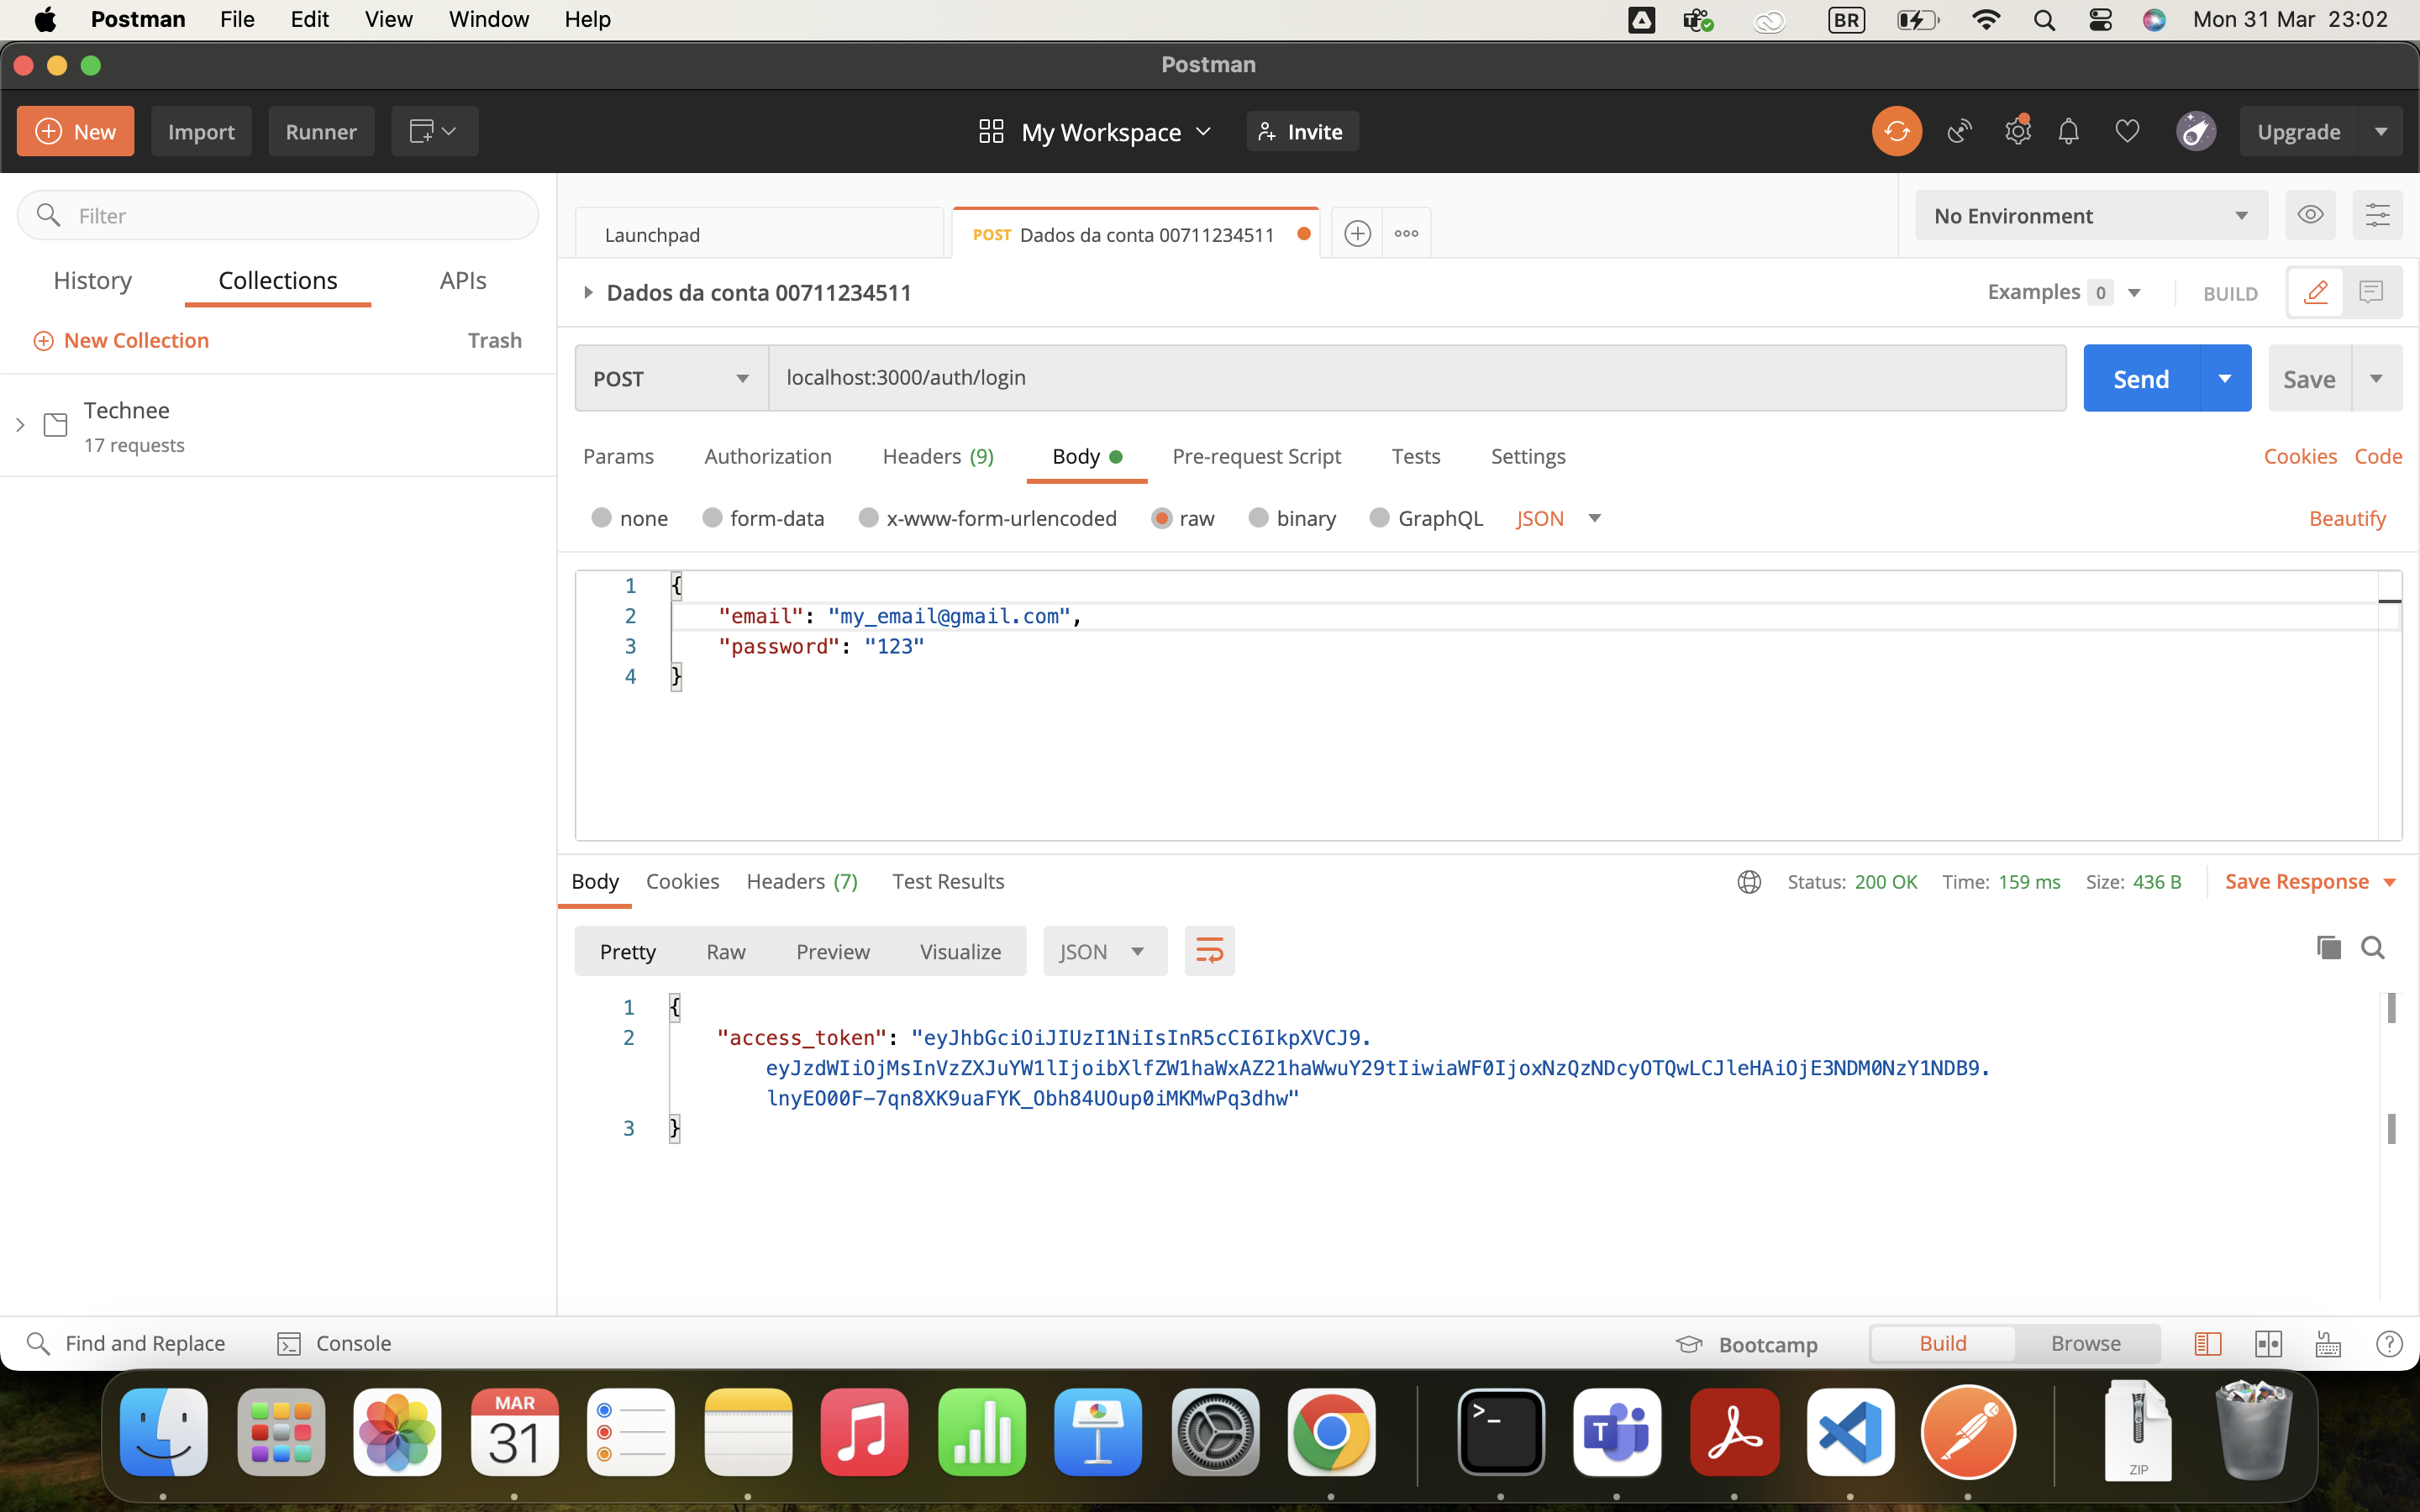 Postman File Edit View Window Help BR Mon 31 Mar 23:02
Postman
New Import Runner My Workspace Invite Upgrade
Filter
Launchpad POST Dados da conta 00711234511 No Environment
History Collections APIs
Dados da conta 00711234511 Examples 0 BUILD
New Collection Trash
POST localhost:3000/auth/login Send Save
Technee
17 requests
Params Authorization Headers (9) Body Pre-request Script Tests Settings Cookies Code
none form-data x-www-form-urlencoded raw binary GraphQL JSON Beautify
1 {
2 "email": "my_email@gmail.com",
3 "password": "123"
4 }
Body Cookies Headers (7) Test Results Status: 200 OK Time: 159 ms Size: 436 B Save Response
Pretty Raw Preview Visualize JSON
1 {
2 "access_token": "eyJhbGciOiJIUzI1NiIsInR5cCI6IkpXVCJ9.
eyJzdWIiOjMsInVzZXJuYW1lIjoibXlfZW1haWxAZ21haWwuY29tIiwiaWF0IjoxNzQzNDcyOTQwLCJleHAiOjE3NDM0NzY1NDB9.
lnyEO00F-7qn8XK9uaFYK_Obh84UOup0iMKMwPq3dhw"
3 }
Find and Replace Console Bootcamp Build Browse
MAR
31
>_
T
ZIP